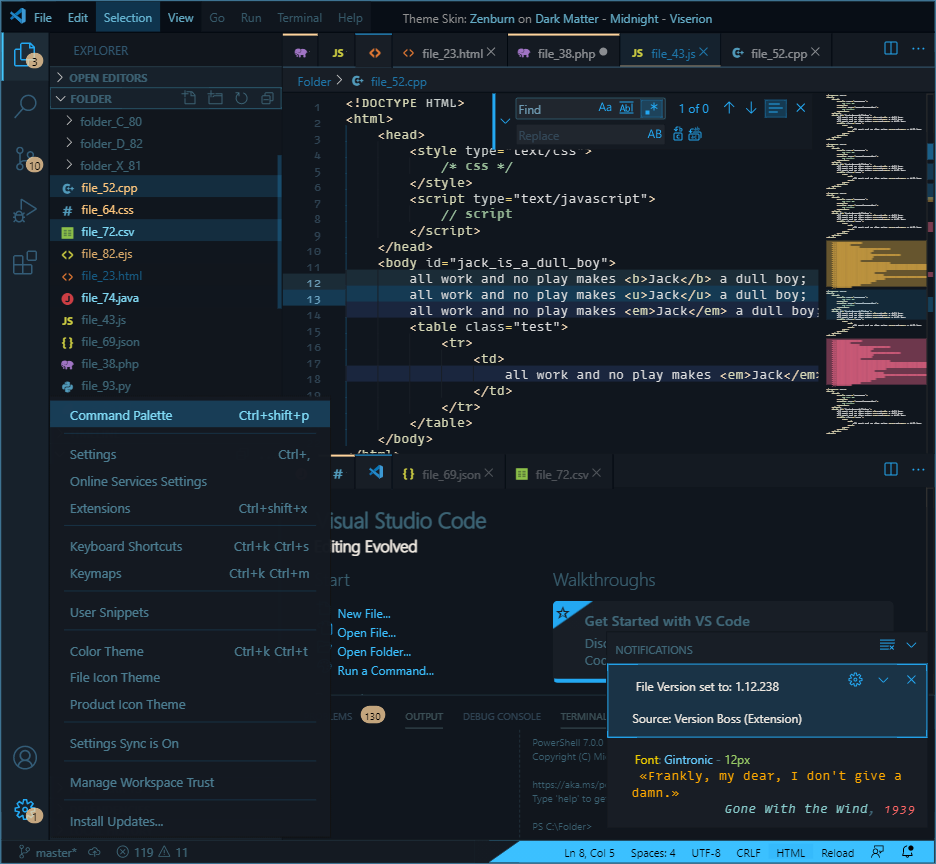 File Edit Selection View Go Run Terminal Help Theme Skin: Zenburn on Dark Matter - Midnight - Viserion
3
10
1
EXPLORER
OPEN EDITORS
FOLDER
folder_C_80
folder_D_82
folder_X_81
file_52.cpp
# file_64.css
file_72.csv
<> file_82.ejs
<> file_23.html
J file_74.java
JS file_43.js
{} file_69.json
file_38.php
file_93.py
JS <> <> file_23.html file_38.php JS file_43.js file_52.cpp
Folder > file_52.cpp
Find Aa Ab .* 1 of 0
Replace AB
1 <!DOCTYPE HTML>
2 <html>
3 <head>
4 <style type="text/css">
5 /* css */
6 </style>
7 <script type="text/javascript">
8 // script
9 </script>
10 </head>
11 <body id="jack_is_a_dull_boy">
12 all work and no play makes <b>Jack</b> a dull boy;
13 all work and no play makes <u>Jack</u> a dull boy;
14 all work and no play makes <em>Jack</em> a dull boy;
15 <table class="test">
16 <tr>
17 <td>
18 all work and no play makes <em>Jack</em>
19 </td>
</tr>
</table>
</body>
</html>
Command Palette Ctrl+shift+p
Settings Ctrl+,
Online Services Settings
Extensions Ctrl+shift+x
Keyboard Shortcuts Ctrl+k Ctrl+s
Keymaps Ctrl+k Ctrl+m
User Snippets
Color Theme Ctrl+k Ctrl+t
File Icon Theme
Product Icon Theme
Settings Sync is On
Manage Workspace Trust
Install Updates...
# {} file_69.json file_72.csv
isual Studio Code
iting Evolved
art
New File...
Open File...
Open Folder...
Run a Command...
Walkthroughs
Get Started with VS Code
Disc
Coc
LEMS 130 OUTPUT DEBUG CONSOLE TERMINAL
PowerShell 7.0.0
Copyright (C) Mi
https://aka.ms/p
Type 'help' to ge
PS C:\Folder>
NOTIFICATIONS
File Version set to: 1.12.238
Source: Version Boss (Extension)
Font: Gintronic - 12px
«Frankly, my dear, I don't give a
damn.»
Gone With the Wind, 1939
master* 119 11 Ln 8, Col 5 Spaces: 4 UTF-8 CRLF HTML Reload